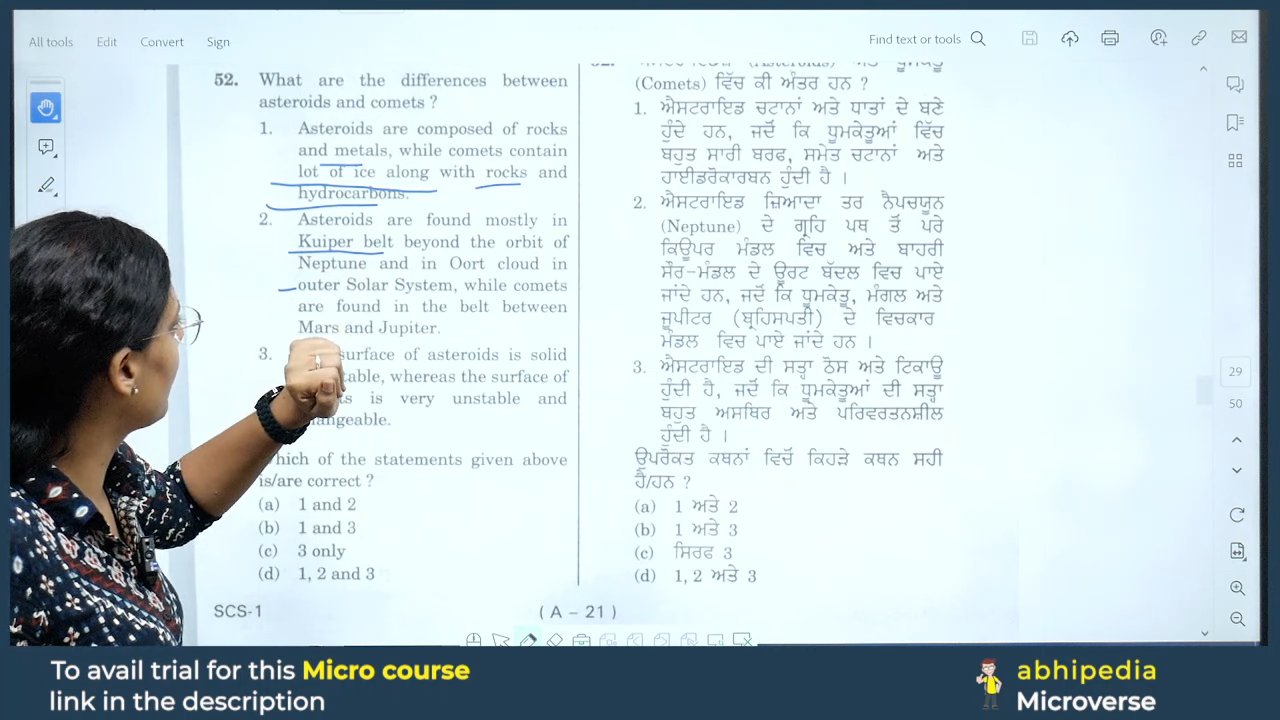 All tools Edit Convert Sign
Find text or tools
52. What are the differences between
asteroids and comets ?
1. Asteroids are composed of rocks
and metals, while comets contain
lot of ice along with rocks and
hydrocarbons.
2. Asteroids are found mostly in
Kuiper belt beyond the orbit of
Neptune and in Oort cloud in
outer Solar System, while comets
are found in the belt between
Mars and Jupiter.
3. surface of asteroids is solid
table, whereas the surface of
is very unstable and
hangeable.
hich of the statements given above
is/are correct ?
(a) 1 and 2
(b) 1 and 3
(c) 3 only
(d) 1, 2 and 3
SCS-1
( A – 21 )
(Comets) ਵਿੱਚ ਕੀ ਅੰਤਰ ਹਨ ?
1. ਐਸਟਰਾਇਡ ਚਟਾਨਾਂ ਅਤੇ ਧਾਤਾਂ ਦੇ ਬਣੇ
ਹੁੰਦੇ ਹਨ, ਜਦੋਂ ਕਿ ਧੂਮਕੇਤੂਆਂ ਵਿੱਚ
ਬਹੁਤ ਸਾਰੀ ਬਰਫ, ਸਮੇਤ ਚਟਾਨਾਂ ਅਤੇ
ਹਾਈਡਰੋਕਾਰਬਨ ਹੁੰਦੀ ਹੈ ।
2. ਐਸਟਰਾਇਡ ਜ਼ਿਆਦਾ ਤਰ ਨੈਪਚਯੂਨ
(Neptune) ਦੇ ਗ੍ਰਹਿ ਪਥ ਤੋਂ ਪਰੇ
ਕਿਊਪਰ ਮੰਡਲ ਵਿਚ ਅਤੇ ਬਾਹਰੀ
ਸੌਰ-ਮੰਡਲ ਦੇ ਊਰਟ ਬੱਦਲ ਵਿਚ ਪਾਏ
ਜਾਂਦੇ ਹਨ, ਜਦੋਂ ਕਿ ਧੂਮਕੇਤੂ, ਮੰਗਲ ਅਤੇ
ਜੂਪੀਟਰ (ਬ੍ਰਹਿਸਪਤੀ) ਦੇ ਵਿਚਕਾਰ
ਮੰਡਲ ਵਿਚ ਪਾਏ ਜਾਂਦੇ ਹਨ ।
3. ਐਸਟਰਾਇਡ ਦੀ ਸਤ੍ਹਾ ਠੋਸ ਅਤੇ ਟਿਕਾਊ
ਹੁੰਦੀ ਹੈ, ਜਦੋਂ ਕਿ ਧੂਮਕੇਤੂਆਂ ਦੀ ਸਤ੍ਹਾ
ਬਹੁਤ ਅਸਥਿਰ ਅਤੇ ਪਰਿਵਰਤਨਸ਼ੀਲ
ਹੁੰਦੀ ਹੈ ।
ਉਪਰੋਕਤ ਕਥਨਾਂ ਵਿਚੋਂ ਕਿਹੜੇ ਕਥਨ ਸਹੀ
ਹੈ/ਹਨ ?
(a) 1 ਅਤੇ 2
(b) 1 ਅਤੇ 3
(c) ਸਿਰਫ 3
(d) 1, 2 ਅਤੇ 3
29
50
To avail trial for this Micro course
link in the description
abhipedia
Microverse